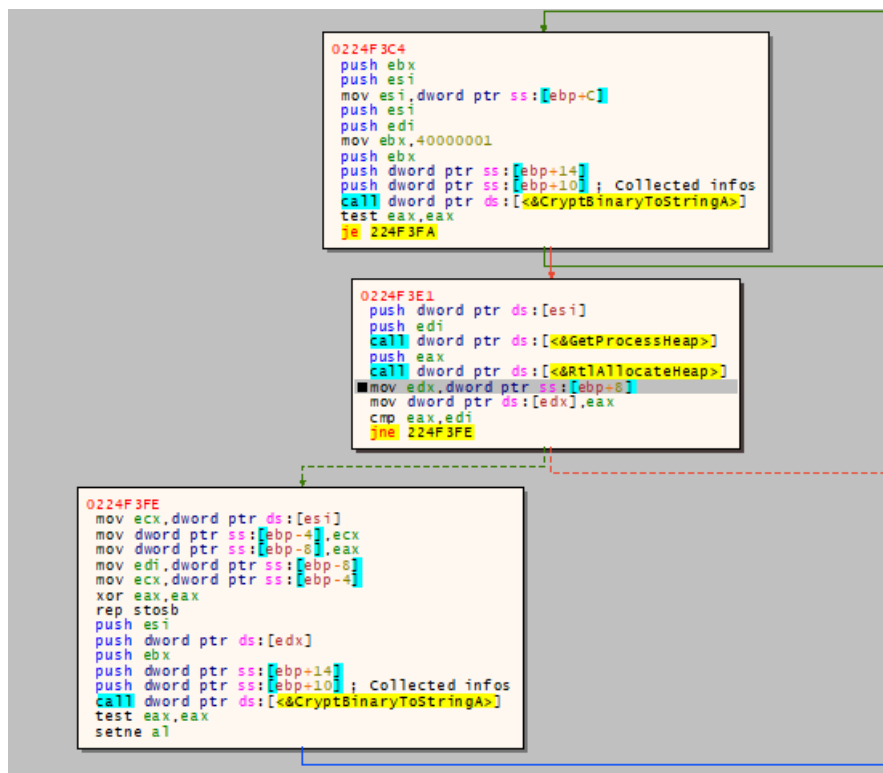 0224F3C4
push ebx
push esi
mov esi,dword ptr ss:[ebp+C]
push esi
push edi
mov ebx,40000001
push ebx
push dword ptr ss:[ebp+14]
push dword ptr ss:[ebp+10] ; Collected infos
call dword ptr ds:[<&CryptBinaryToStringA>]
test eax,eax
je 224F3FA
0224F3E1
push dword ptr ds:[esi]
push edi
call dword ptr ds:[<&GetProcessHeap>]
push eax
call dword ptr ds:[<&RtlAllocateHeap>]
mov edx,dword ptr ss:[ebp+8]
mov dword ptr ds:[edx],eax
cmp eax,edi
jne 224F3FE
0224F3FE
mov ecx,dword ptr ds:[esi]
mov dword ptr ss:[ebp-4],ecx
mov dword ptr ss:[ebp-8],eax
mov edi,dword ptr ss:[ebp-8]
mov ecx,dword ptr ss:[ebp-4]
xor eax,eax
rep stosb
push esi
push dword ptr ds:[edx]
push ebx
push dword ptr ss:[ebp+14]
push dword ptr ss:[ebp+10] ; Collected infos
call dword ptr ds:[<&CryptBinaryToStringA>]
test eax,eax
setne al